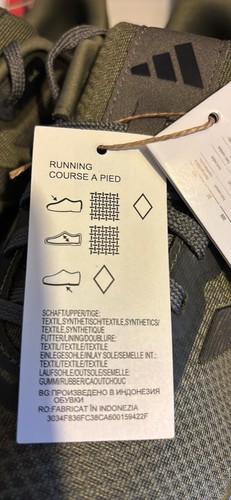 RUNNING
COURSE A PIED
SCHAFT/UPPER/TIGE:
TEXTIL,SYNTHETISCH/TEXTILE,SYNTHETICS/
TEXTILE,SYNTHETIQUE
FUTTER/LINING/DOUBLURE:
TEXTIL/TEXTILE/TEXTILE
EINLEGESOHLE/INLAY SOLE/SEMELLE INT.:
TEXTIL/TEXTILE/TEXTILE
LAUFSOHLE/OUTSOLE/SEMELLE:
GUMMI/RUBBER/CAOUTCHOUC
BG:ПРОИЗВЕДЕНО В ИНДОНЕЗИЯ
ОБУВКИ
RO:FABRICAT ÎN INDONEZIA
3034F836FC38CA600159422F